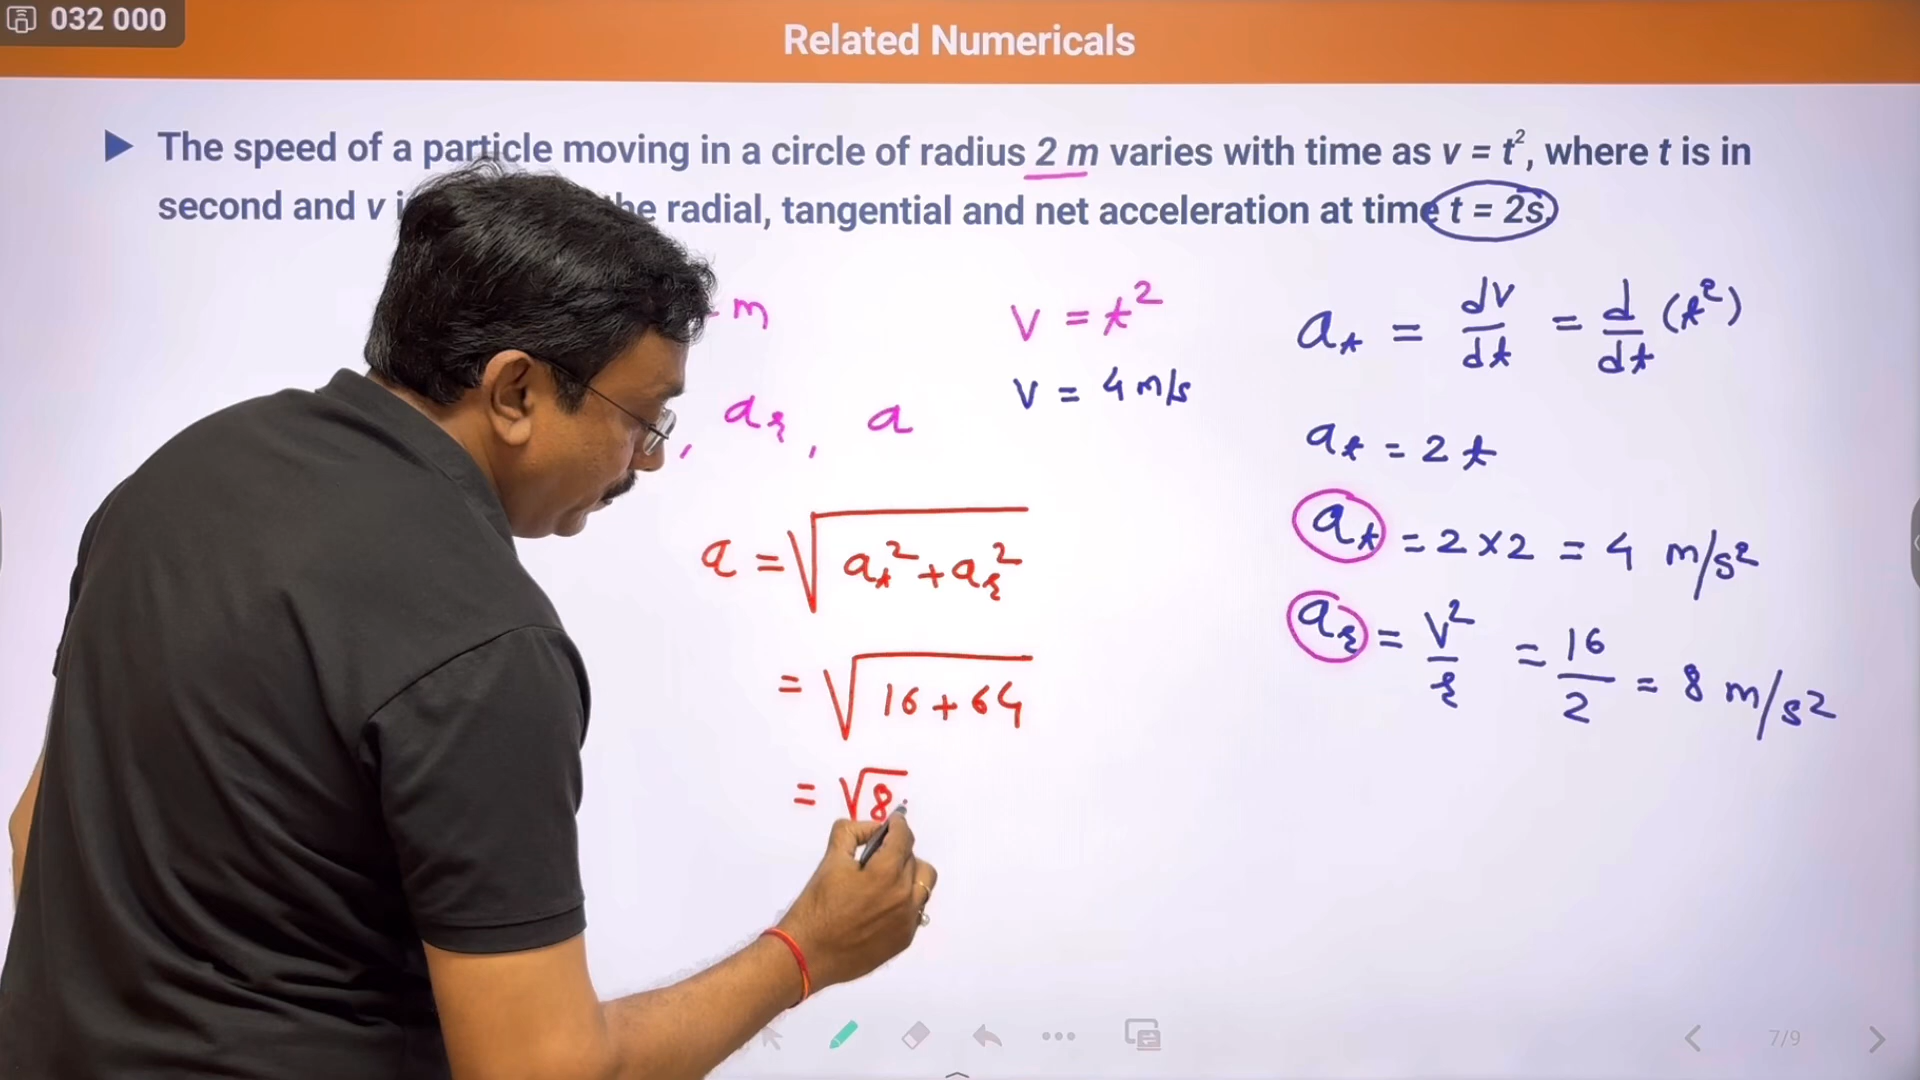 032 000
Related Numericals
The speed of a particle moving in a circle of radius 2 m varies with time as v = t², where t is in
second and v he radial, tangential and net acceleration at time t = 2s.
m
, aᵣ, a
v = t²
v = 4 m/s
a = √(aₜ² + aᵣ²)
= √(16 + 64)
= √8
aₜ = dv/dt = d/dt (t²)
aₜ = 2t
aₜ = 2 × 2 = 4 m/s²
aᵣ = v²/r = 16/2 = 8 m/s²
7/9